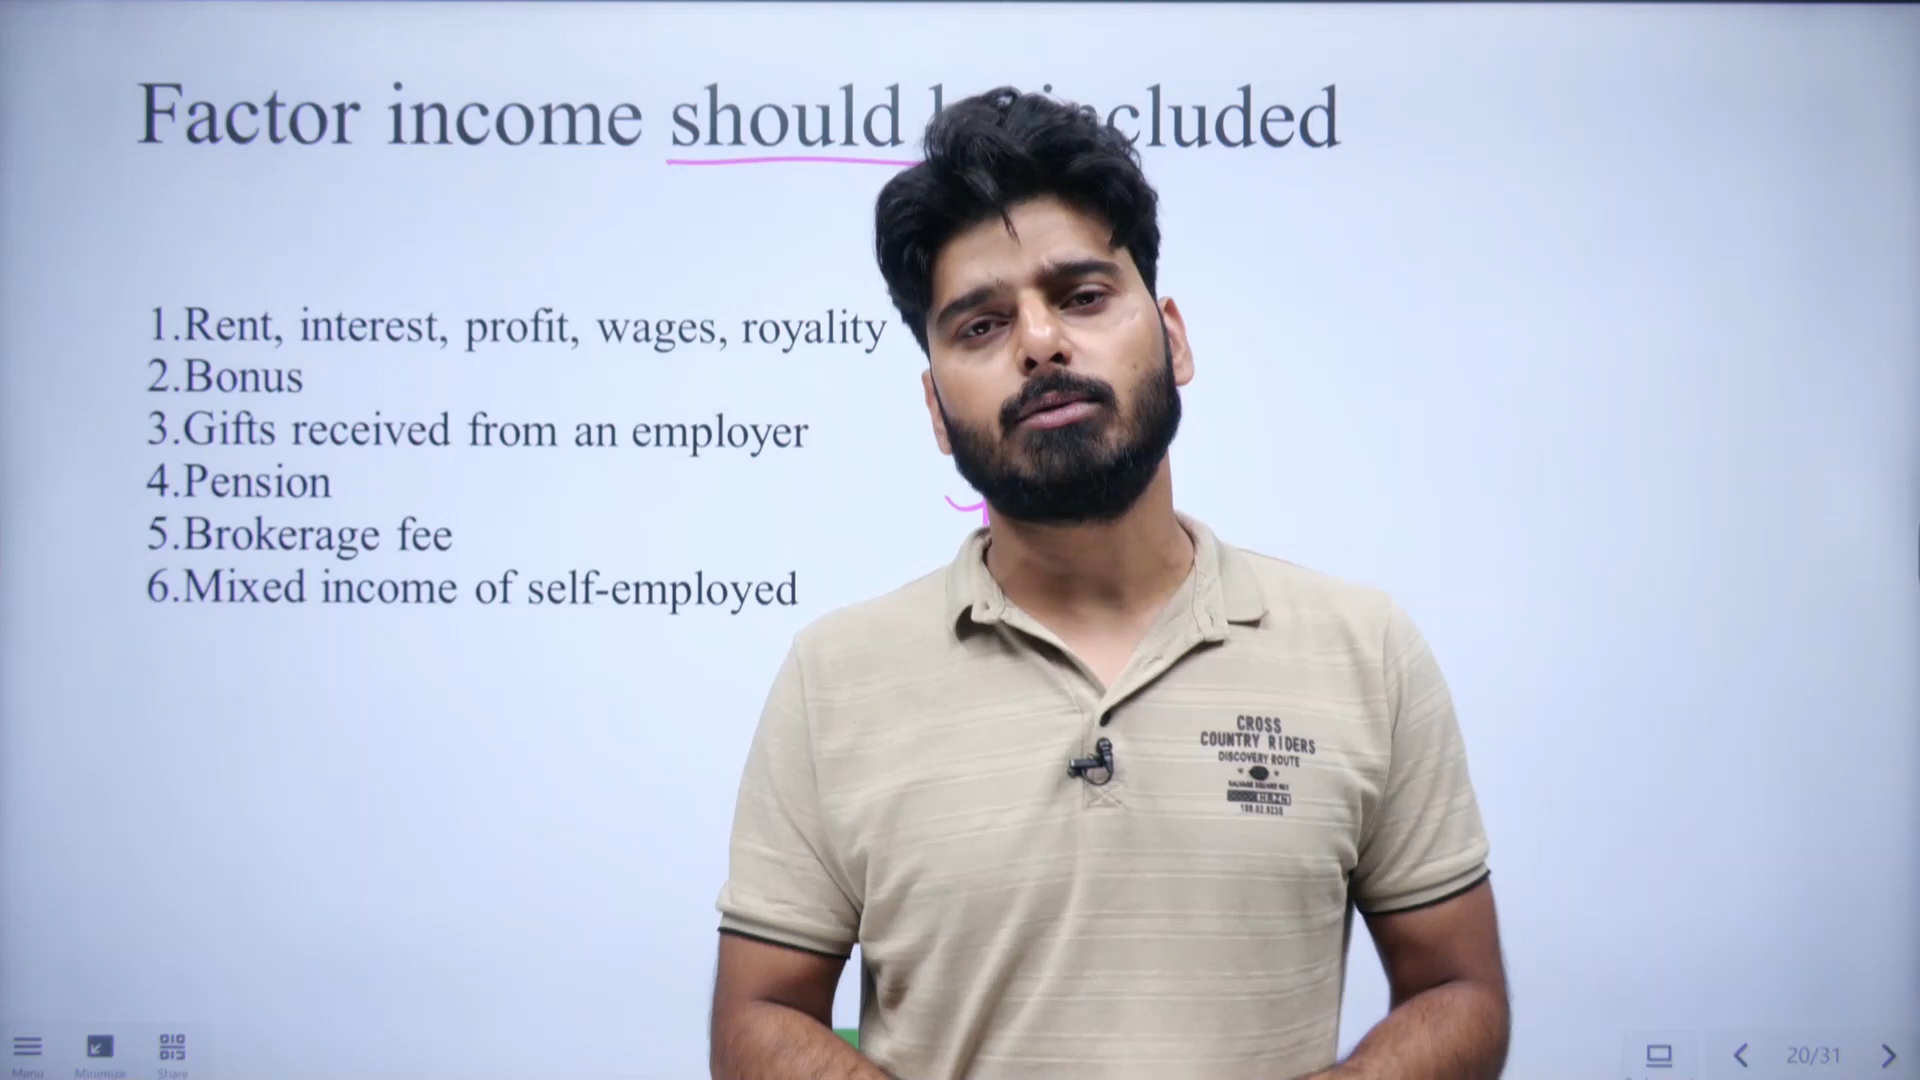 Factor income should included
1.Rent, interest, profit, wages, royality
2.Bonus
3.Gifts received from an employer
4.Pension
5.Brokerage fee
6.Mixed income of self-employed
CROSS
COUNTRY RIDERS
DISCOVERY ROUTE
HRZN
Menu
Minimize
Share
20/31